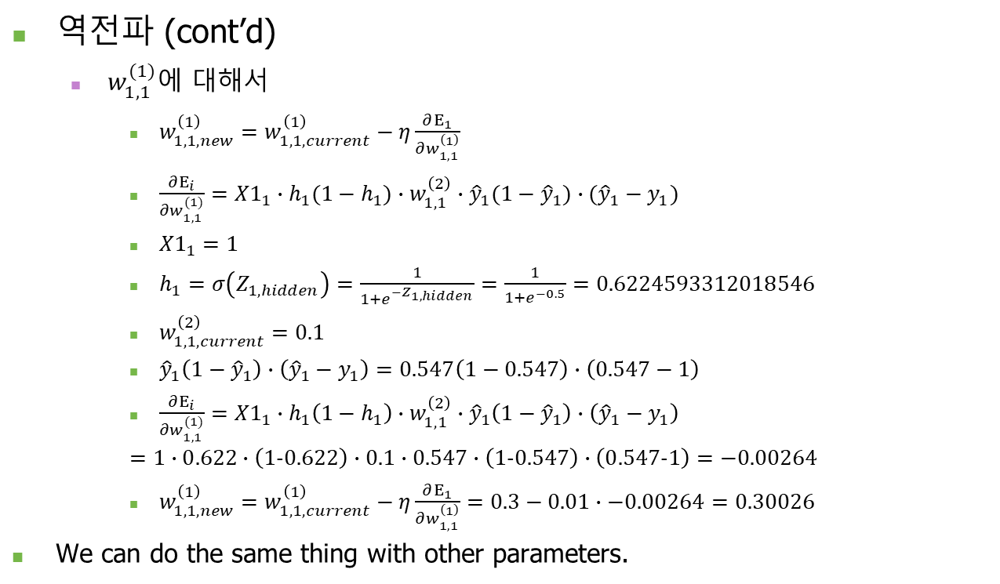 역전파 (cont’d)
$w_{1,1}^{(1)}$에 대해서
$w_{1,1,new}^{(1)} = w_{1,1,current}^{(1)} - \eta \frac{\partial \mathrm{E}_1}{\partial w_{1,1}^{(1)}}$
$\frac{\partial \mathrm{E}_i}{\partial w_{1,1}^{(1)}} = X1_1 \cdot h_1(1 - h_1) \cdot w_{1,1}^{(2)} \cdot \hat{y}_1(1 - \hat{y}_1) \cdot (\hat{y}_1 - y_1)$
$X1_1 = 1$
$h_1 = \sigma(Z_{1,hidden}) = \frac{1}{1+e^{-Z_{1,hidden}}} = \frac{1}{1+e^{-0.5}} = 0.6224593312018546$
$w_{1,1,current}^{(2)} = 0.1$
$\hat{y}_1(1 - \hat{y}_1) \cdot (\hat{y}_1 - y_1) = 0.547(1 - 0.547) \cdot (0.547 - 1)$
$\frac{\partial \mathrm{E}_i}{\partial w_{1,1}^{(1)}} = X1_1 \cdot h_1(1 - h_1) \cdot w_{1,1}^{(2)} \cdot \hat{y}_1(1 - \hat{y}_1) \cdot (\hat{y}_1 - y_1)$
$= 1 \cdot 0.622 \cdot (1\text{-}0.622) \cdot 0.1 \cdot 0.547 \cdot (1\text{-}0.547) \cdot (0.547\text{-}1) = -0.00264$
$w_{1,1,new}^{(1)} = w_{1,1,current}^{(1)} - \eta \frac{\partial \mathrm{E}_1}{\partial w_{1,1}^{(1)}} = 0.3 - 0.01 \cdot -0.00264 = 0.30026$
We can do the same thing with other parameters.